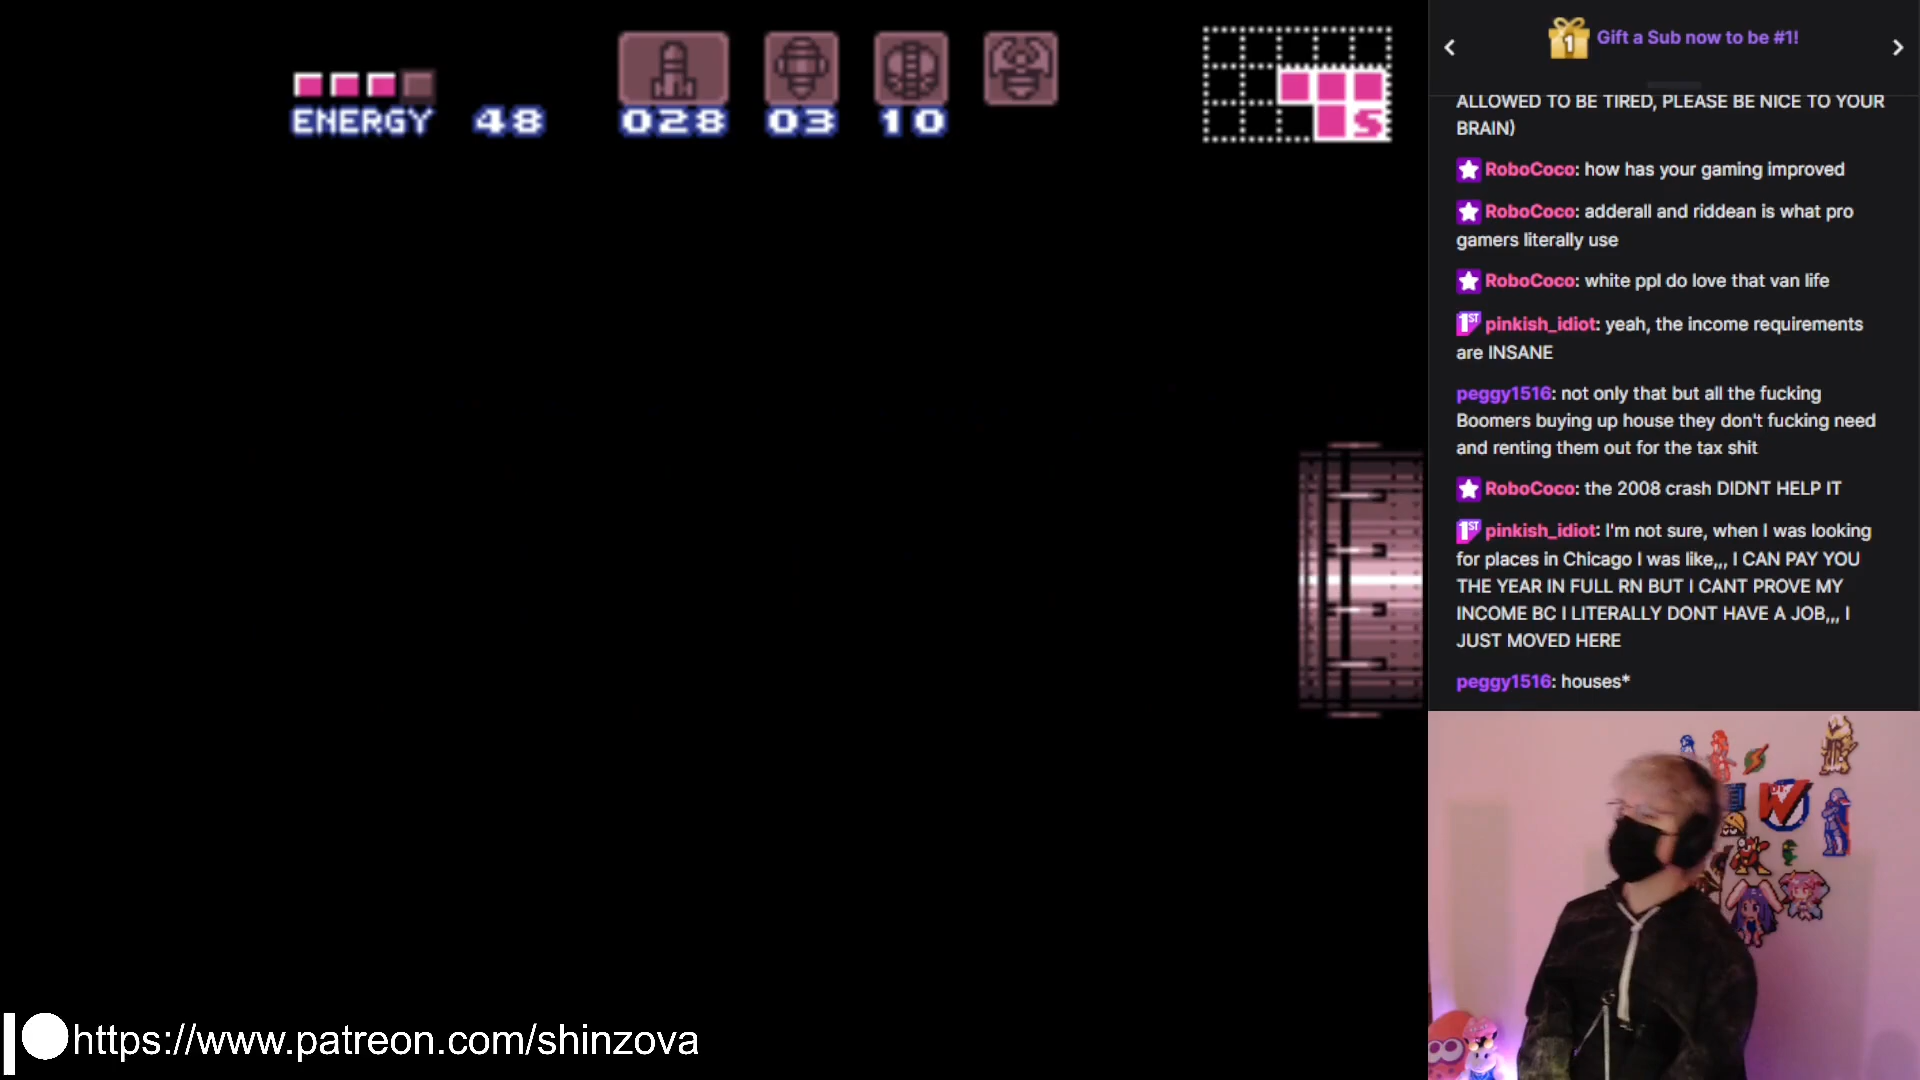 ENERGY 48
028 03 10
S
1 Gift a Sub now to be #1!
ALLOWED TO BE TIRED, PLEASE BE NICE TO YOUR
BRAIN)
RoboCoco: how has your gaming improved
RoboCoco: adderall and riddean is what pro
gamers literally use
RoboCoco: white ppl do love that van life
1ST pinkish_idiot: yeah, the income requirements
are INSANE
peggy1516: not only that but all the fucking
Boomers buying up house they don't fucking need
and renting them out for the tax shit
RoboCoco: the 2008 crash DIDNT HELP IT
1ST pinkish_idiot: I'm not sure, when I was looking
for places in Chicago I was like,,, I CAN PAY YOU
THE YEAR IN FULL RN BUT I CANT PROVE MY
INCOME BC I LITERALLY DONT HAVE A JOB,,, I
JUST MOVED HERE
peggy1516: houses*
W
https://www.patreon.com/shinzova